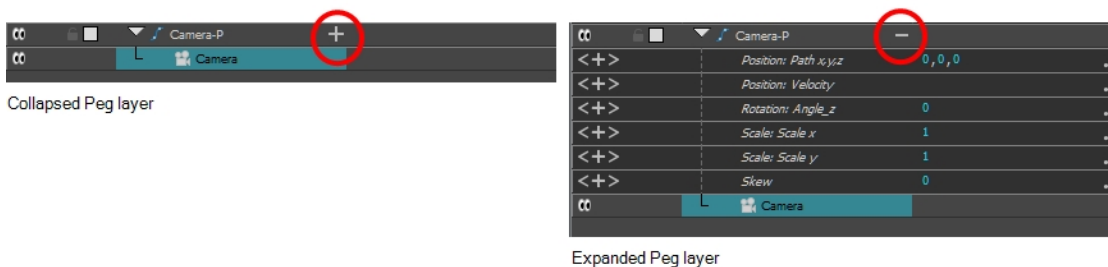 Camera-P
Camera
Collapsed Peg layer
Camera-P
Position: Path x,y,z 0,0,0
Position: Velocity
Rotation: Angle_z 0
Scale: Scale x 1
Scale: Scale y 1
Skew 0
Camera
Expanded Peg layer